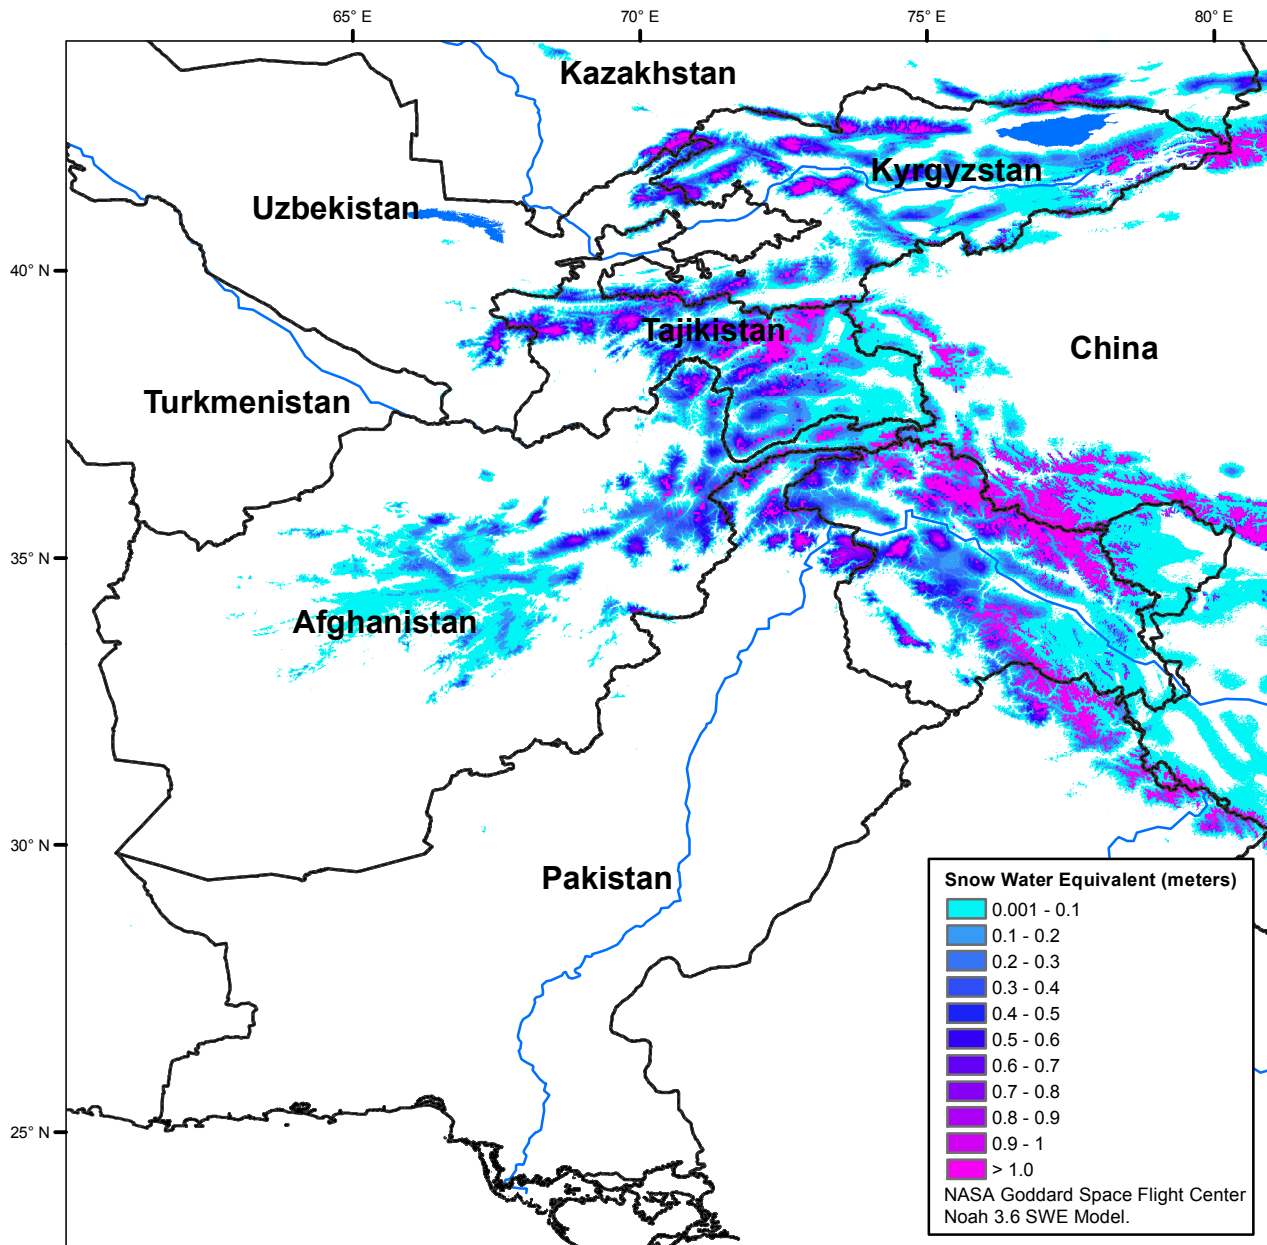 65° E
70° E
75° E
80° E
Kazakhstan
Kyrgyzstan
Uzbekistan
40° N
Tajikistan
China
Turkmenistan
35° N
Afghanistan
30° N
Pakistan
25° N
Snow Water Equivalent (meters)
0.001 - 0.1
0.1 - 0.2
0.2 - 0.3
0.3 - 0.4
0.4 - 0.5
0.5 - 0.6
0.6 - 0.7
0.7 - 0.8
0.8 - 0.9
0.9 - 1
> 1.0
NASA Goddard Space Flight Center
Noah 3.6 SWE Model.